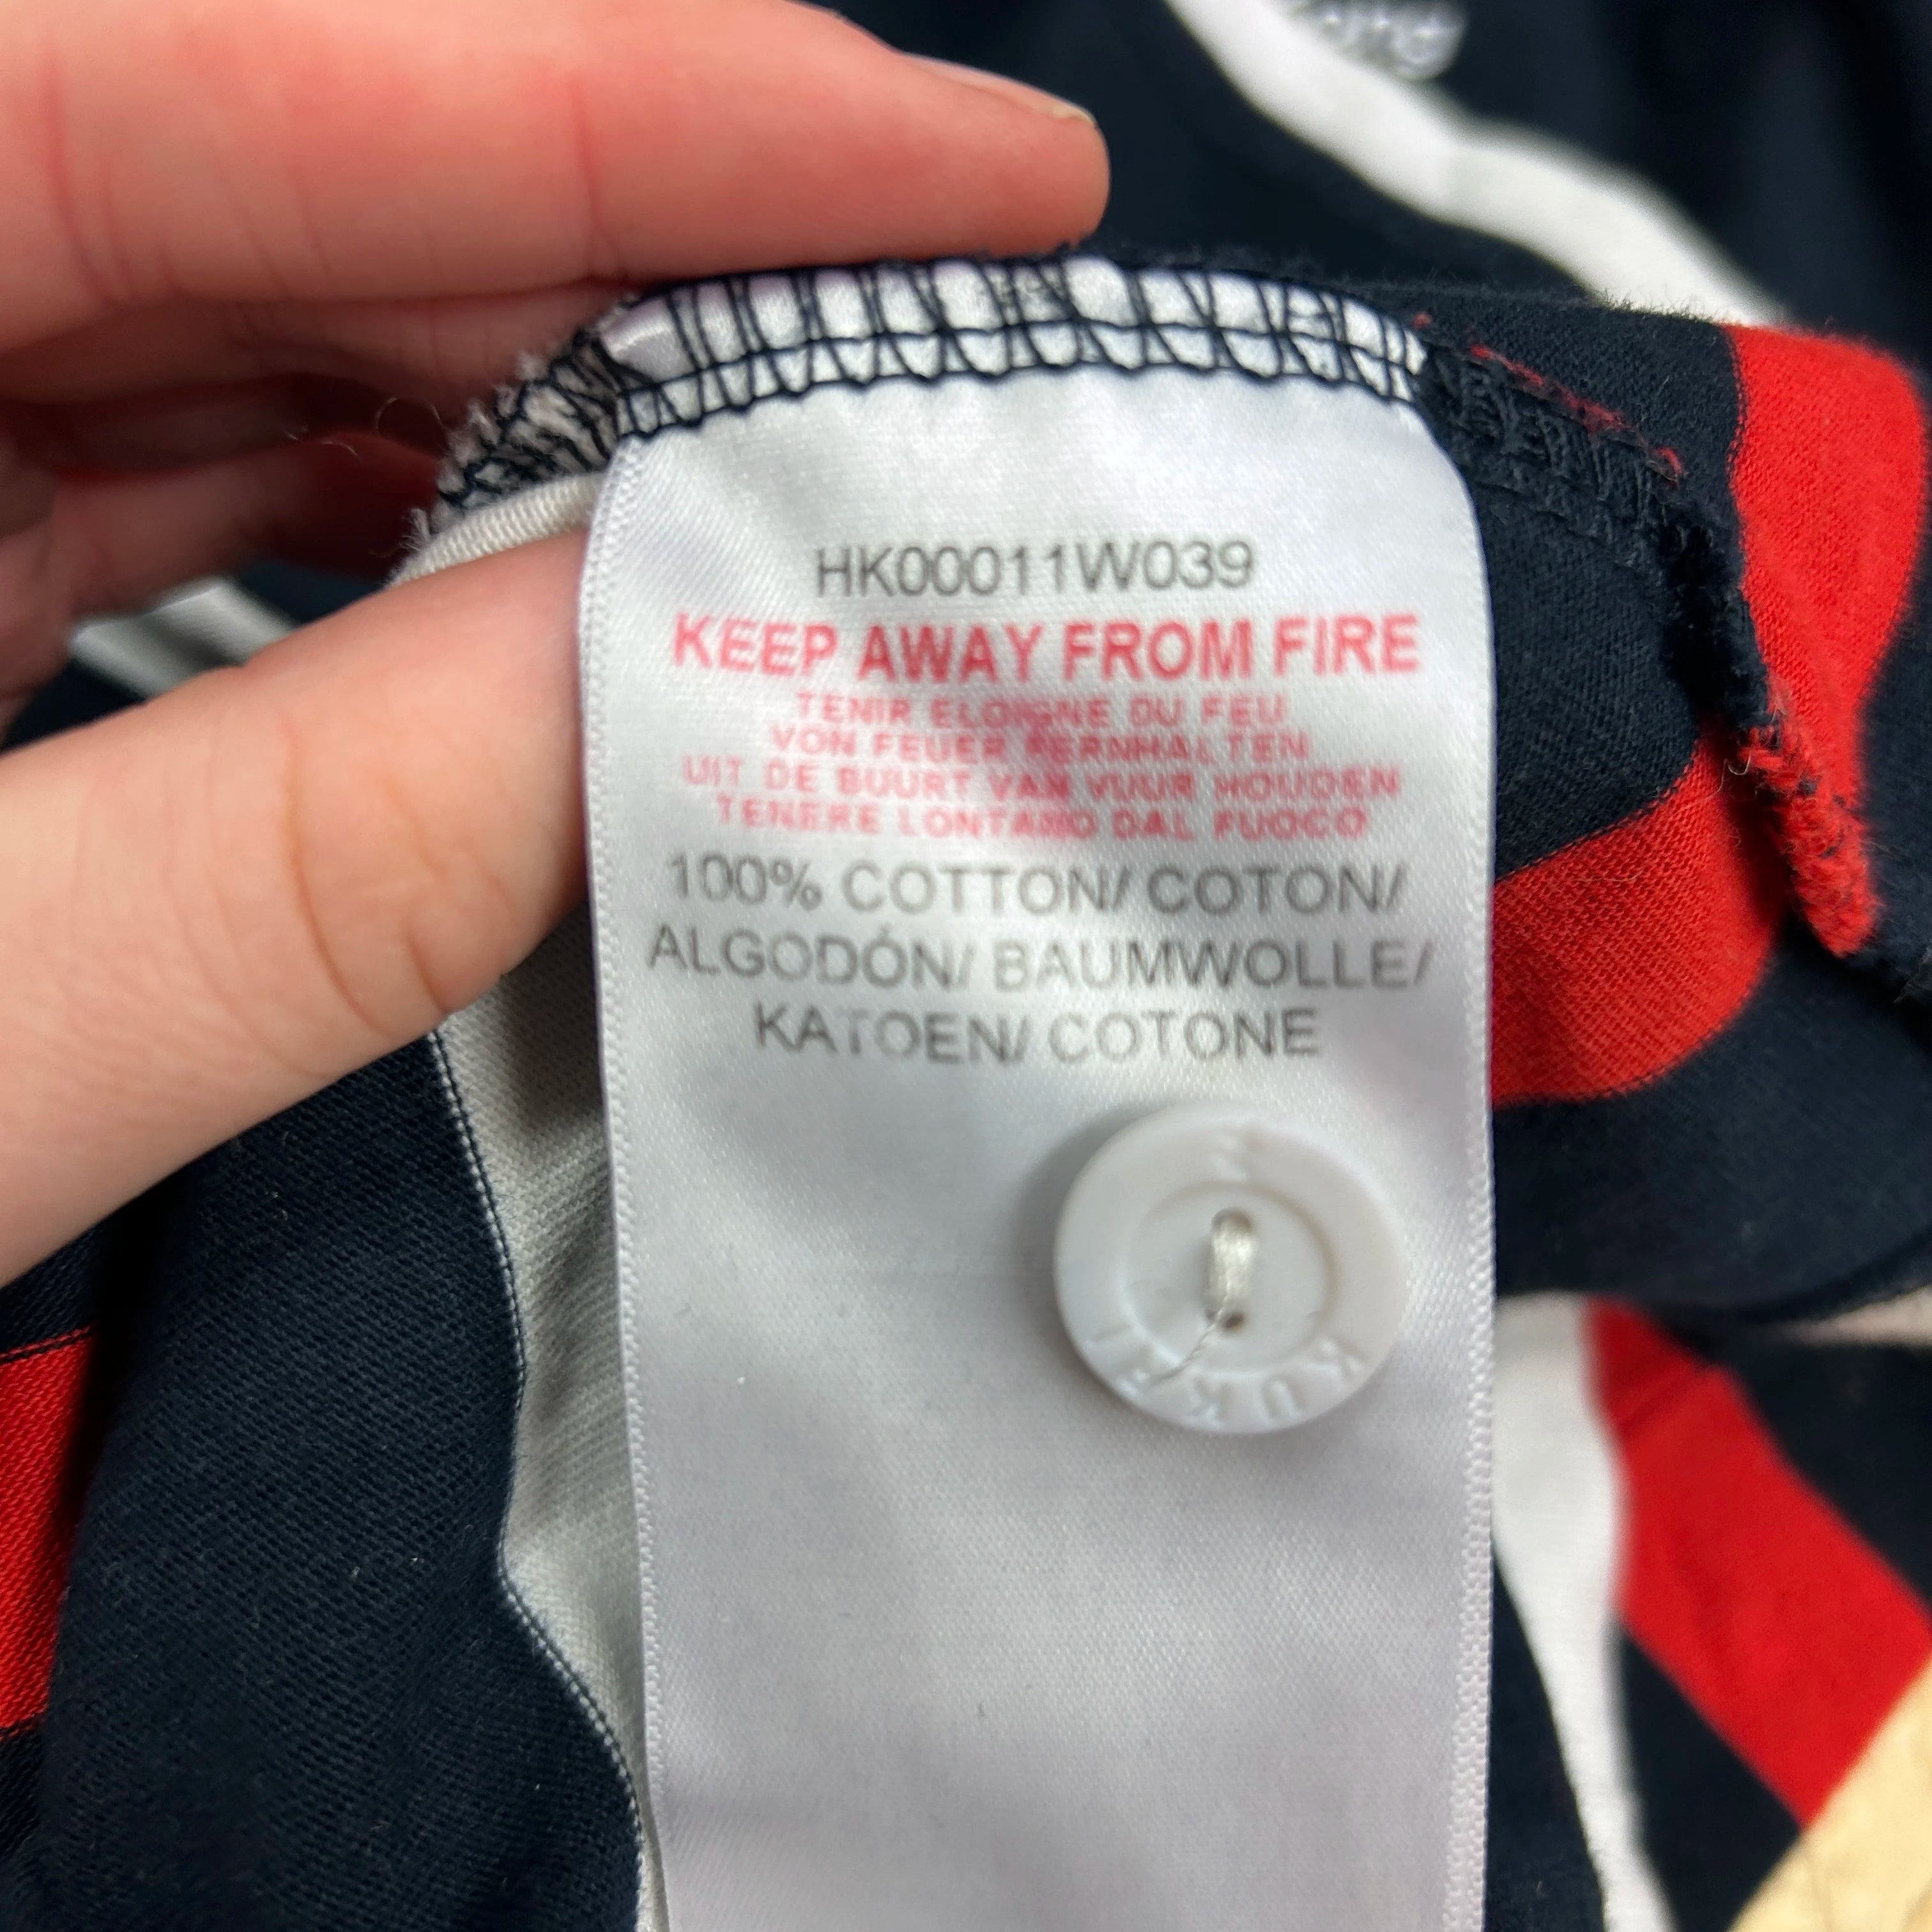 HK00011W039
KEEP AWAY FROM FIRE
TENIR ELOIGNE DU FEU
VON FEUER FERNHALTEN
UIT DE BUURT VAN VUUR HOUDEN
TENERE LONTANO DAL FUOCO
100% COTTON/ COTON/
ALGODÓN/ BAUMWOLLE/
KATOEN/ COTONE